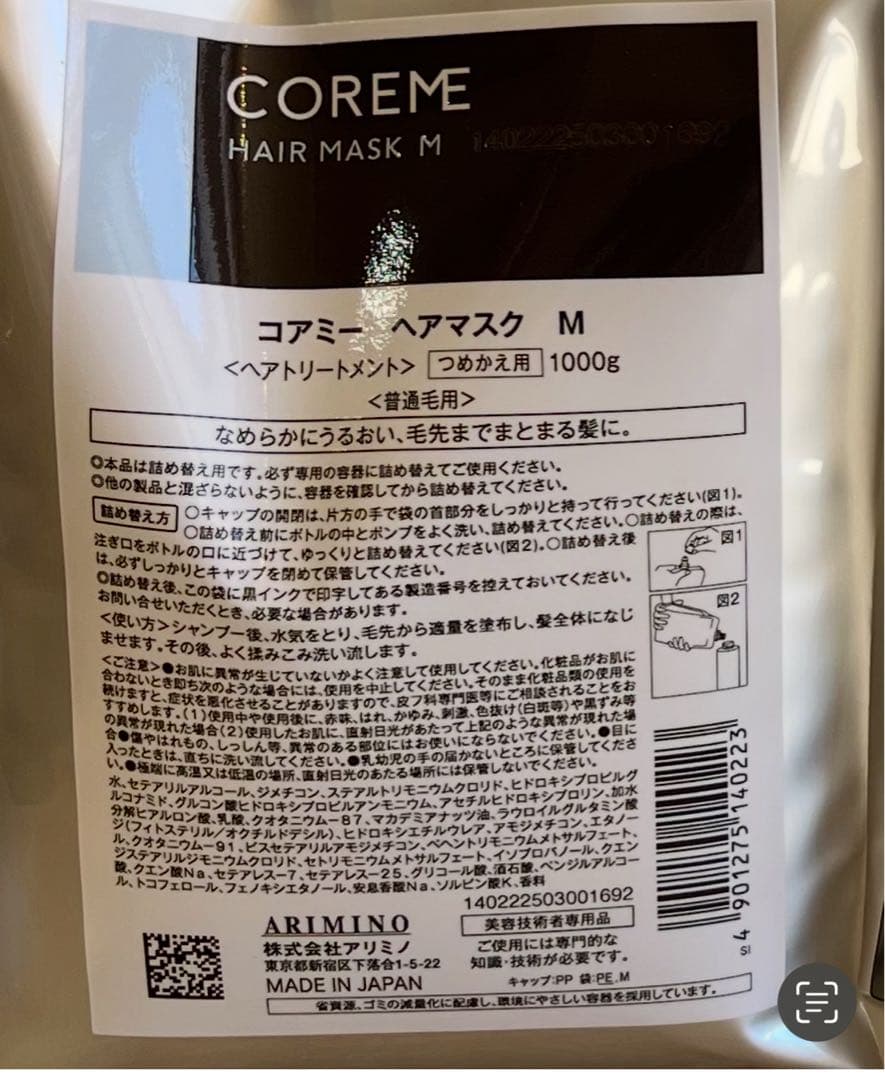 COREME
HAIR MASK M
140222503001692
コアミー ヘアマスク M
<ヘアトリートメント> つめかえ用 1000g
<普通毛用>
なめらかにうるおい、毛先までまとまる髪に。
◎本品は詰め替え用です。必ず専用の容器に詰め替えてご使用ください。
◎他の製品と混ざらないように、容器を確認してから詰め替えてください。
詰め替え方 ○キャップの開閉は、片方の手で袋の首部分をしっかりと持って行ってください(図1)。
○詰め替え前にボトルの中とポンプをよく洗い、詰め替えてください。○詰め替えの際は、
注ぎ口をボトルの口に近づけて、ゆっくりと詰め替えてください(図2)。○詰め替え後
は、必ずしっかりとキャップを閉めて保管してください。
◎詰め替え後、この袋に黒インクで印字してある製造番号を控えておいてください。
お問い合せいただくとき、必要な場合があります。
図1
図2
<使い方>シャンプー後、水気をとり、毛先から適量を塗布し、髪全体になじ
ませます。その後、よく揉みこみ洗い流します。
<ご注意>●お肌に異常が生じていないかよく注意して使用してください。化粧品がお肌に
合わないとき即ち次のような場合には、使用を中止してください。そのまま化粧品類の使用を
続けますと、症状を悪化させることがありますので、皮フ科専門医等にご相談されることをお
すすめします。(1)使用中や使用後に、赤味、はれ、かゆみ、刺激、色抜け(白斑等)や黒ずみ等
の異常が現れた場合(2)使用したお肌に、直射日光があたって上記のような異常が現れた場
合●傷やはれもの、しっしん等、異常のある部位にはお使いにならないでください。●目に
入ったときは、直ちに洗い流してください。●乳幼児の手の届かないところに保管してくださ
い。●極端に高温又は低温の場所、直射日光のあたる場所には保管しないでください。
水、セテアリルアルコール、ジメチコン、ステアルトリモニウムクロリド、ヒドロキシプロピルグ
ルコナミド、グルコン酸ヒドロキシプロピルアンモニウム、アセチルヒドロキシプロリン、加水
分解ヒアルロン酸、乳酸、クオタニウム-87、マカデミアナッツ油、ラウロイルグルタミン酸
ジ(フィトステリル/オクチルドデシル)、ヒドロキシエチルウレア、アモジメチコン、エタノー
ル、クオタニウム-91、ビスセテアリルアモジメチコン、ベヘントリモニウムメトサルフェート、
ジステアリルジモニウムクロリド、セトリモニウムメトサルフェート、イソプロパノール、クエン
酸、クエン酸Na、セテアレス-7、セテアレス-25、グリコール酸、酒石酸、ベンジルアルコー
ル、トコフェロール、フェノキシエタノール、安息香酸Na、ソルビン酸K、香料
140222503001692
ARIMINO
株式会社アリミノ
東京都新宿区下落合1-5-22
MADE IN JAPAN
美容技術者専用品
ご使用には専門的な
知識・技術が必要です。
キャップ:PP 袋:PE,M
省資源、ゴミの減量化に配慮し、環境にやさしい容器を採用しています。
4 901275 140223
SI